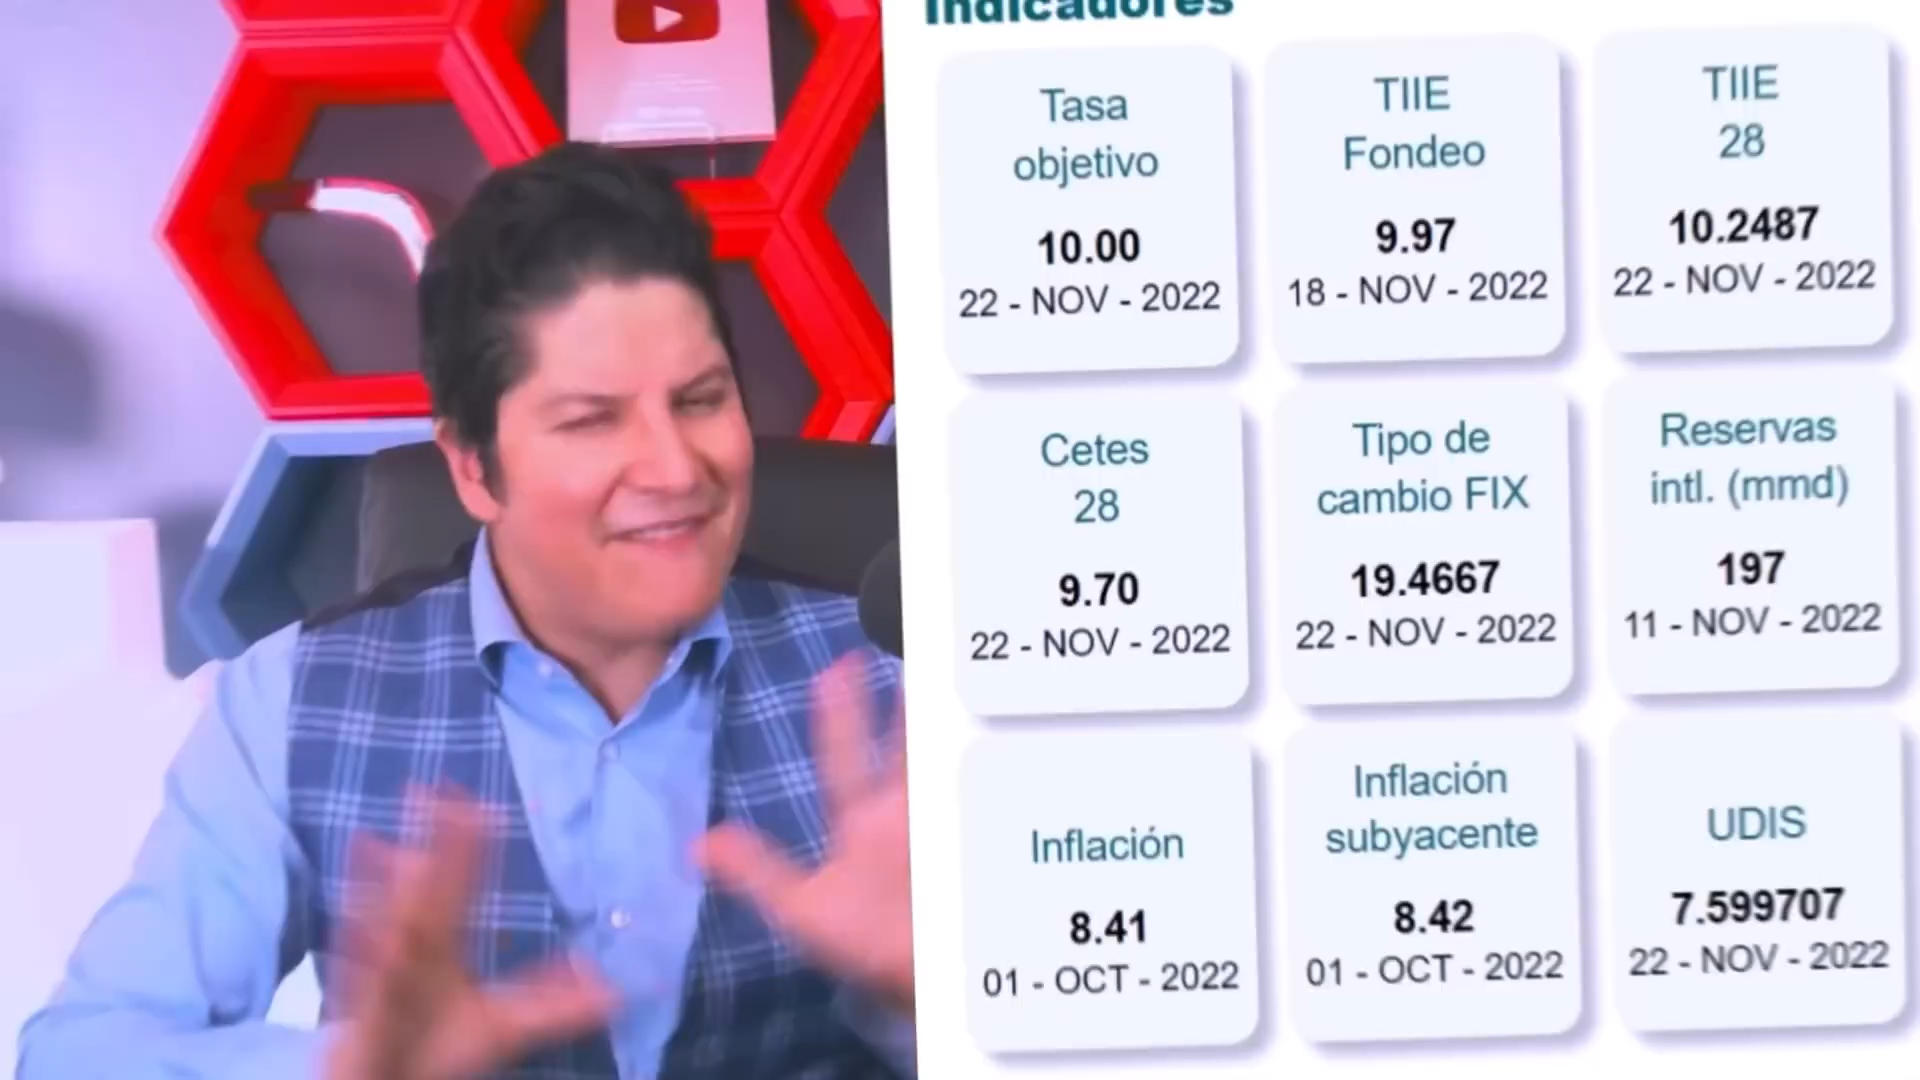 Indicadores
Tasa
objetivo
10.00
22 - NOV - 2022
TIIE
Fondeo
9.97
18 - NOV - 2022
TIIE
28
10.2487
22 - NOV - 2022
Cetes
28
9.70
22 - NOV - 2022
Tipo de
cambio FIX
19.4667
22 - NOV - 2022
Reservas
intl. (mmd)
197
11 - NOV - 2022
Inflación
8.41
01 - OCT - 2022
Inflación
subyacente
8.42
01 - OCT - 2022
UDIS
7.599707
22 - NOV - 2022